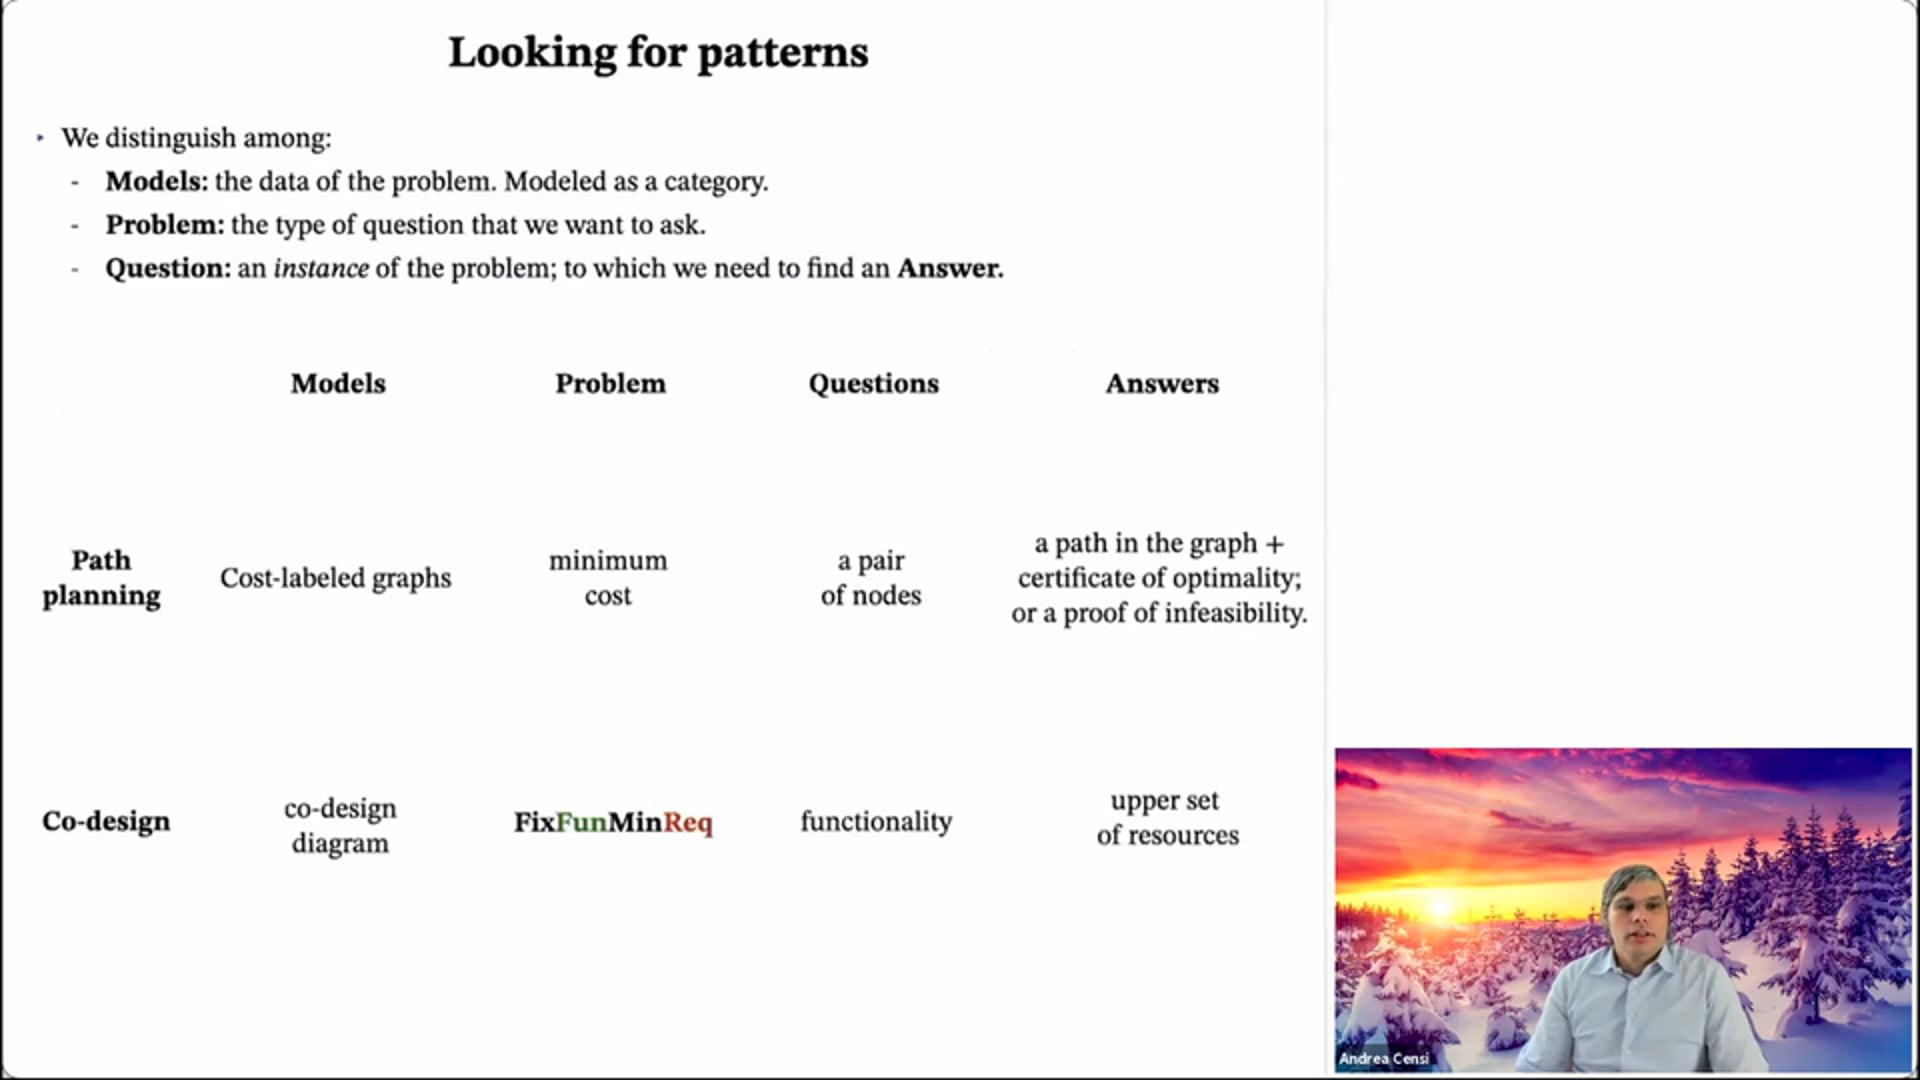 Looking for patterns
▸ We distinguish among:
- Models: the data of the problem. Modeled as a category.
- Problem: the type of question that we want to ask.
- Question: an instance of the problem; to which we need to find an Answer.
Models Problem Questions Answers
Path
planning
Cost-labeled graphs
minimum
cost
a pair
of nodes
a path in the graph +
certificate of optimality;
or a proof of infeasibility.
Co-design
co-design
diagram
FixFunMinReq
functionality
upper set
of resources
Andrea Censi